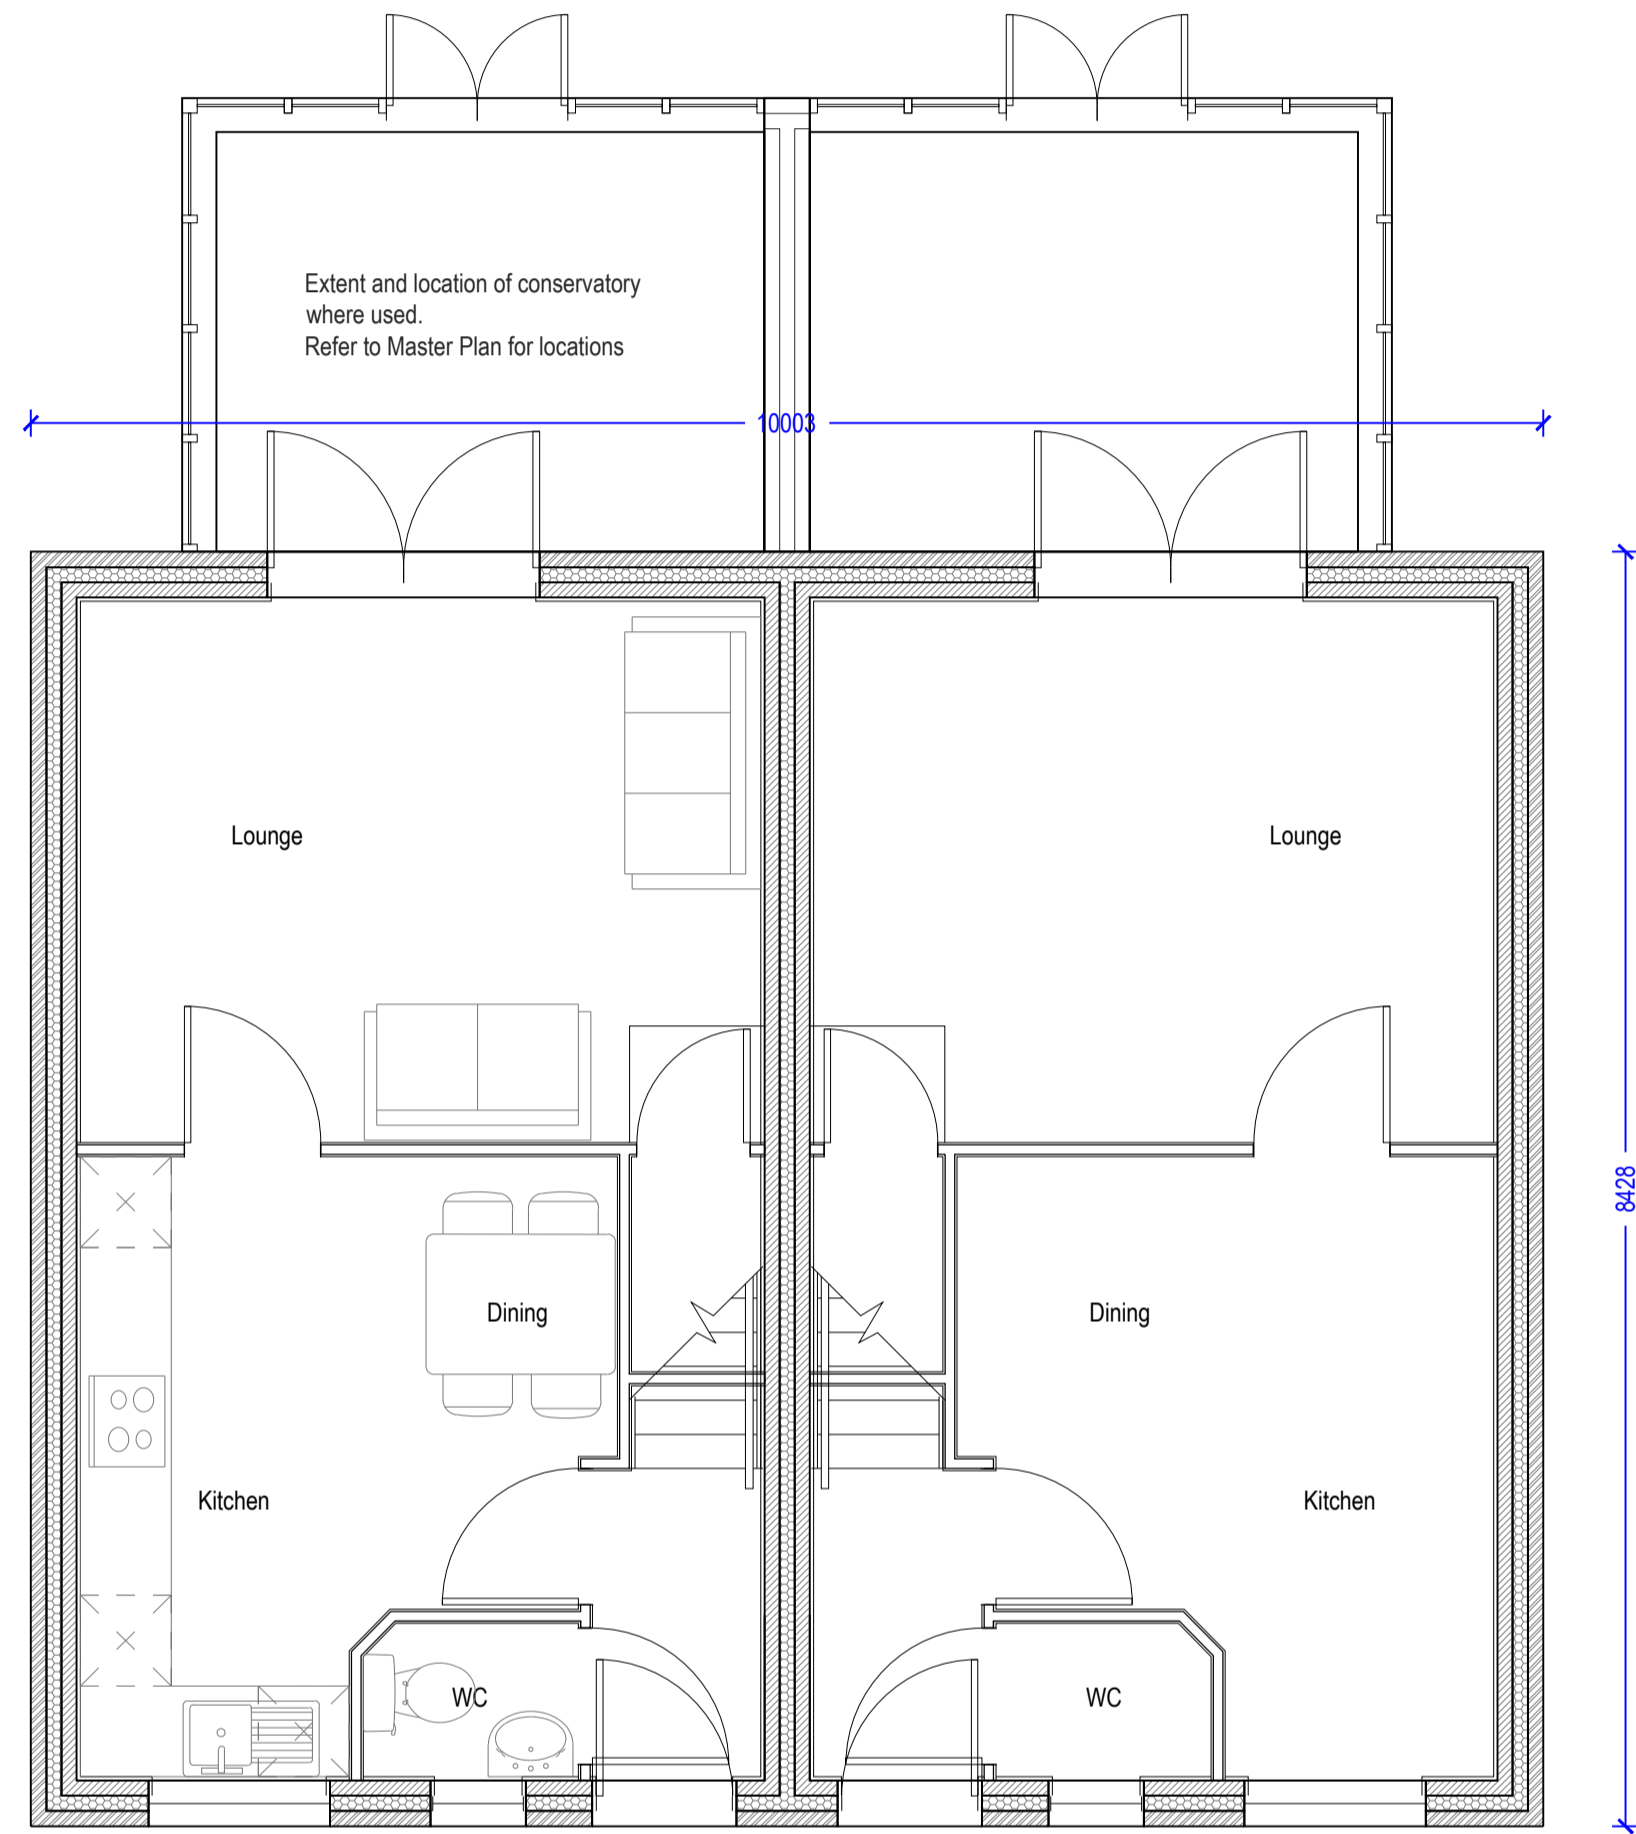 Extent and location of conservatory
where used.
Refer to Master Plan for locations
10003
Lounge
Lounge
8428
Dining
Dining
Kitchen
Kitchen
WC
WC